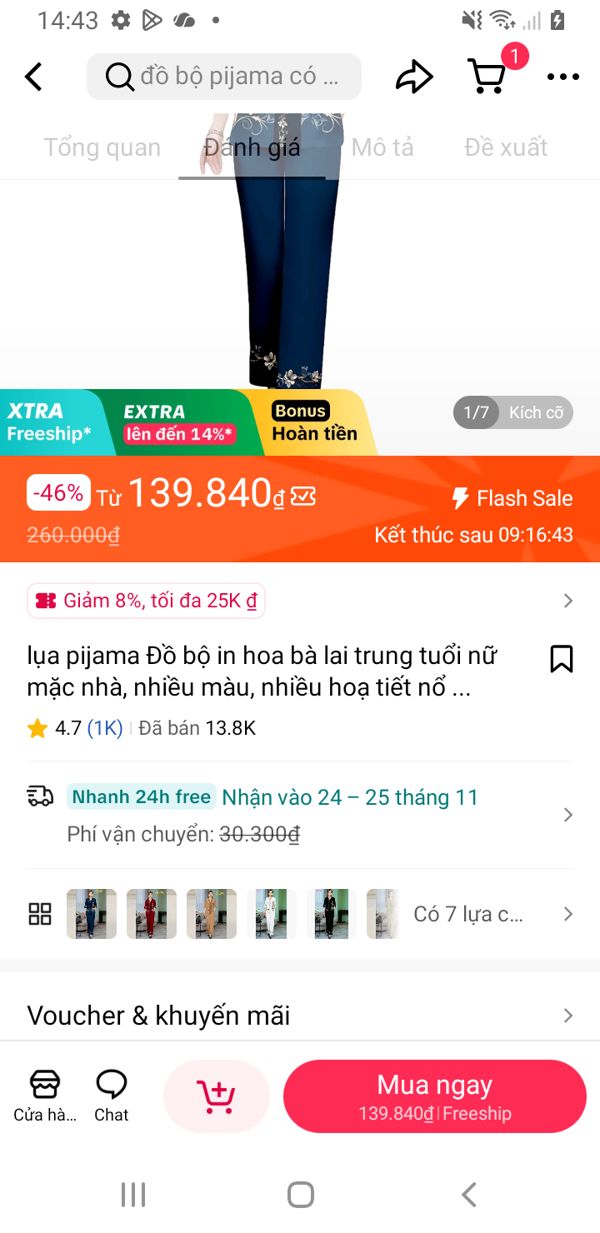 14:43
đồ bộ pijama có ...
1
Tổng quan
Đánh giá
Mô tả
Đề xuất
XTRA
Freeship*
EXTRA
lên đến 14%*
Bonus
Hoàn tiền
1/7 Kích cỡ
-46% Từ 139.840₫
Flash Sale
260.000₫
Kết thúc sau 09:16:43
Giảm 8%, tối đa 25K ₫
lụa pijama Đồ bộ in hoa bà lai trung tuổi nữ
mặc nhà, nhiều màu, nhiều hoạ tiết nổ ...
4.7 (1K) Đã bán 13.8K
Nhanh 24h free Nhận vào 24 – 25 tháng 11
Phí vận chuyển: 30.300₫
Có 7 lựa c...
Voucher & khuyến mãi
Cửa hà...
Chat
Mua ngay
139.840₫ | Freeship